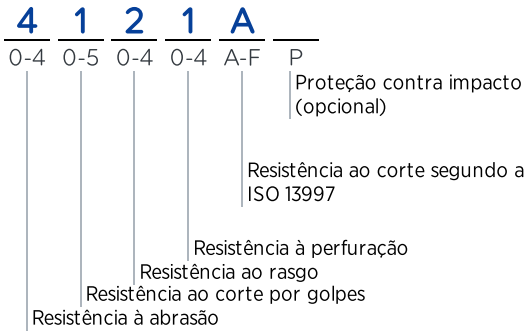 4 1 2 1 A
0-4 0-5 0-4 0-4 A-F P
Proteção contra impacto
(opcional)
Resistência ao corte segundo a
ISO 13997
Resistência à perfuração
Resistência ao rasgo
Resistência ao corte por golpes
Resistência à abrasão